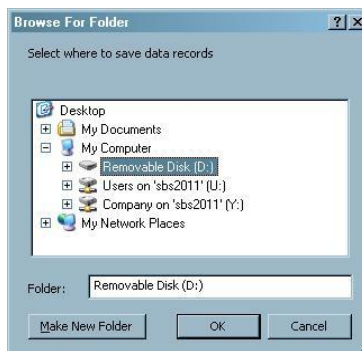 Browse For Folder
Select where to save data records
Desktop
My Documents
My Computer
Removable Disk (D:)
Users on 'sbs2011' (U:)
Company on 'sbs2011' (Y:)
My Network Places
Folder: Removable Disk (D:)
Make New Folder OK Cancel